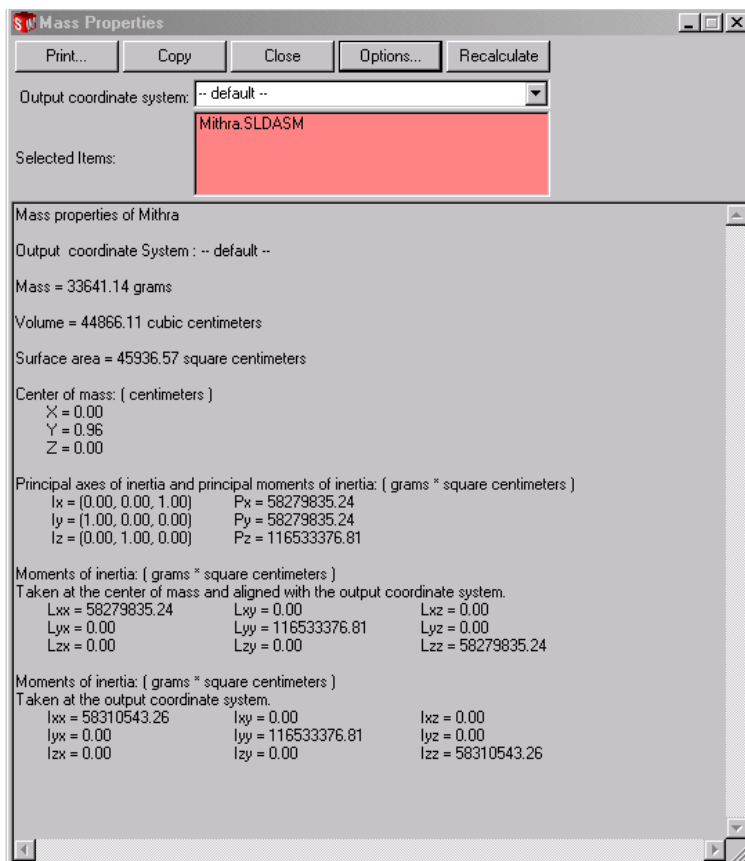 SW Mass Properties
Print... Copy Close Options... Recalculate
Output coordinate system: -- default --
Selected Items: Mithra.SLDASM
Mass properties of Mithra
Output coordinate System : -- default --
Mass = 33641.14 grams
Volume = 44866.11 cubic centimeters
Surface area = 45936.57 square centimeters
Center of mass: ( centimeters )
X = 0.00
Y = 0.96
Z = 0.00
Principal axes of inertia and principal moments of inertia: ( grams * square centimeters )
Ix = (0.00, 0.00, 1.00) Px = 58279835.24
Iy = (1.00, 0.00, 0.00) Py = 58279835.24
Iz = (0.00, 1.00, 0.00) Pz = 116533376.81
Moments of inertia: ( grams * square centimeters )
Taken at the center of mass and aligned with the output coordinate system.
Lxx = 58279835.24 Lxy = 0.00 Lxz = 0.00
Lyx = 0.00 Lyy = 116533376.81 Lyz = 0.00
Lzx = 0.00 Lzy = 0.00 Lzz = 58279835.24
Moments of inertia: ( grams * square centimeters )
Taken at the output coordinate system.
Ixx = 58310543.26 Ixy = 0.00 Ixz = 0.00
Iyx = 0.00 Iyy = 116533376.81 Iyz = 0.00
Izx = 0.00 Izy = 0.00 Izz = 58310543.26